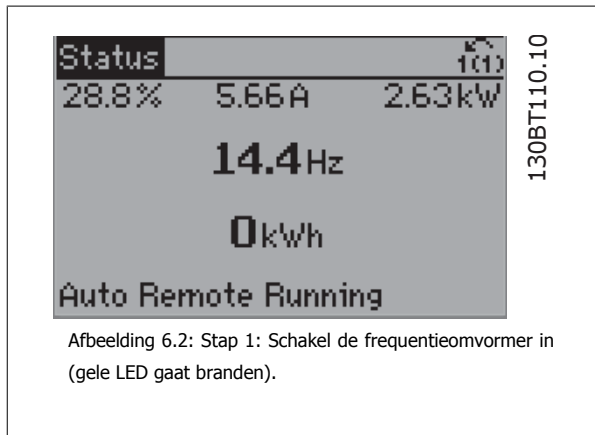 Status 1(1)
28.8% 5.66A 2.63kW
14.4Hz
0kWh
Auto Remote Running
130BT110.10
Afbeelding 6.2: Stap 1: Schakel de frequentieomvormer in
(gele LED gaat branden).